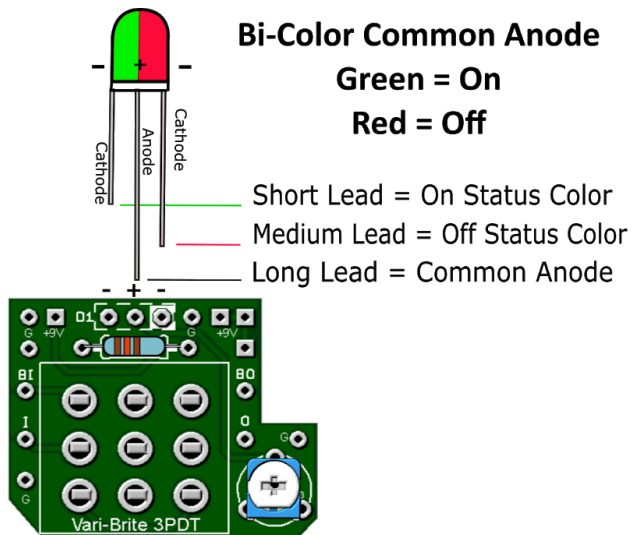 Bi-Color Common Anode
Green = On
Red = Off
- + -
Cathode
Anode
Cathode
Short Lead = On Status Color
Medium Lead = Off Status Color
Long Lead = Common Anode
- + -
D1
G +9V +9V
BI BO
I O
G G
Vari-Brite 3PDT
3